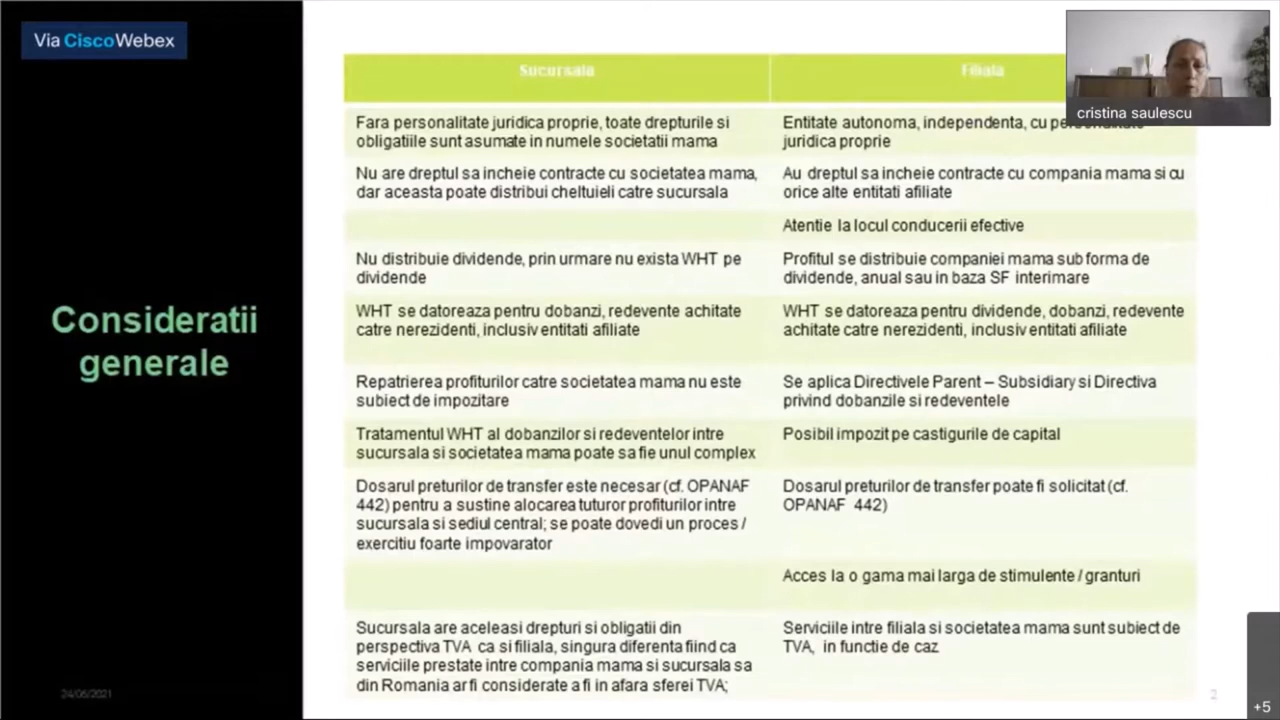 Via Cisco Webex
Consideratii
generale
24/06/2021
Sucursala
Filiala
Fara personalitate juridica proprie, toate drepturile si
obligatiile sunt asumate in numele societatii mama
Entitate autonoma, independenta, cu personalitate
juridica proprie
Nu are dreptul sa incheie contracte cu societatea mama,
dar aceasta poate distribui cheltuieli catre sucursala
Au dreptul sa incheie contracte cu compania mama si cu
orice alte entitati afiliate
Atentie la locul conducerii efective
Nu distribuie dividende, prin urmare nu exista WHT pe
dividende
Profitul se distribuie companiei mama sub forma de
dividende, anual sau in baza SF interimare
WHT se datoreaza pentru dobanzi, redevente achitate
catre nerezidenti, inclusiv entitati afiliate
WHT se datoreaza pentru dividende, dobanzi, redevente
achitate catre nerezidenti, inclusiv entitati afiliate
Repatrierea profiturilor catre societatea mama nu este
subiect de impozitare
Se aplica Directivele Parent – Subsidiary si Directiva
privind dobanzile si redeventele
Tratamentul WHT al dobanzilor si redeventelor intre
sucursala si societatea mama poate sa fie unul complex
Posibil impozit pe castigurile de capital
Dosarul preturilor de transfer este necesar (cf. OPANAF
442) pentru a sustine alocarea tuturor profiturilor intre
sucursala si sediul central; se poate dovedi un proces /
exercitiu foarte impovarator
Dosarul preturilor de transfer poate fi solicitat (cf.
OPANAF 442)
Acces la o gama mai larga de stimulente / granturi
Sucursala are aceleasi drepturi si obligatii din
perspectiva TVA ca si filiala, singura diferenta fiind ca
serviciile prestate intre compania mama si sucursala sa
din Romania ar fi considerate a fi in afara sferei TVA;
Serviciile intre filiala si societatea mama sunt subiect de
TVA, in functie de caz
cristina saulescu
2
+5